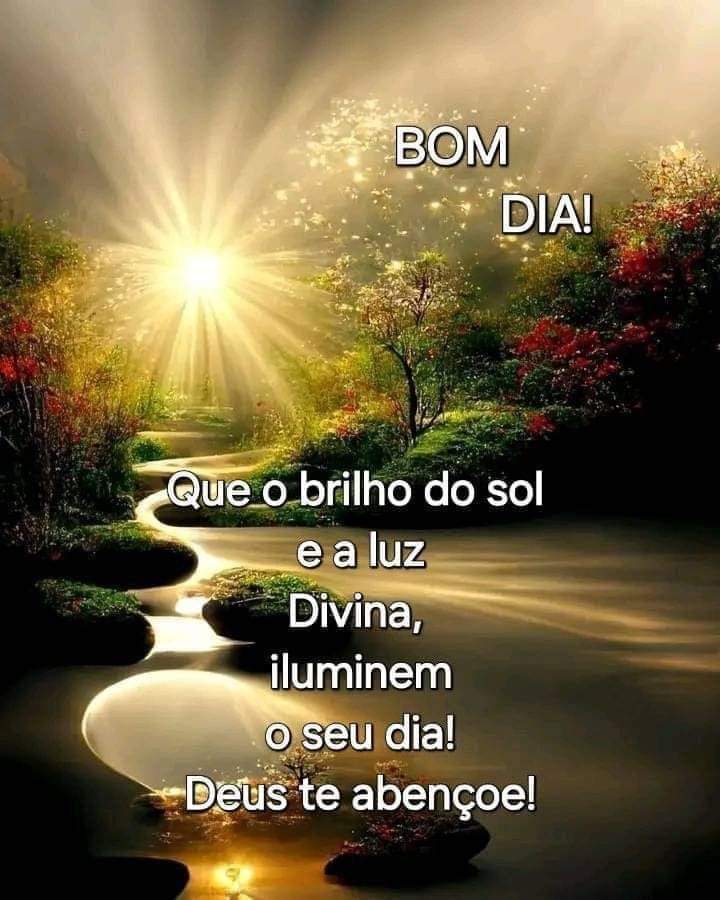 BOM
DIA!
Que o brilho do sol
e a luz
Divina,
iluminem
o seu dia!
Deus te abençoe!